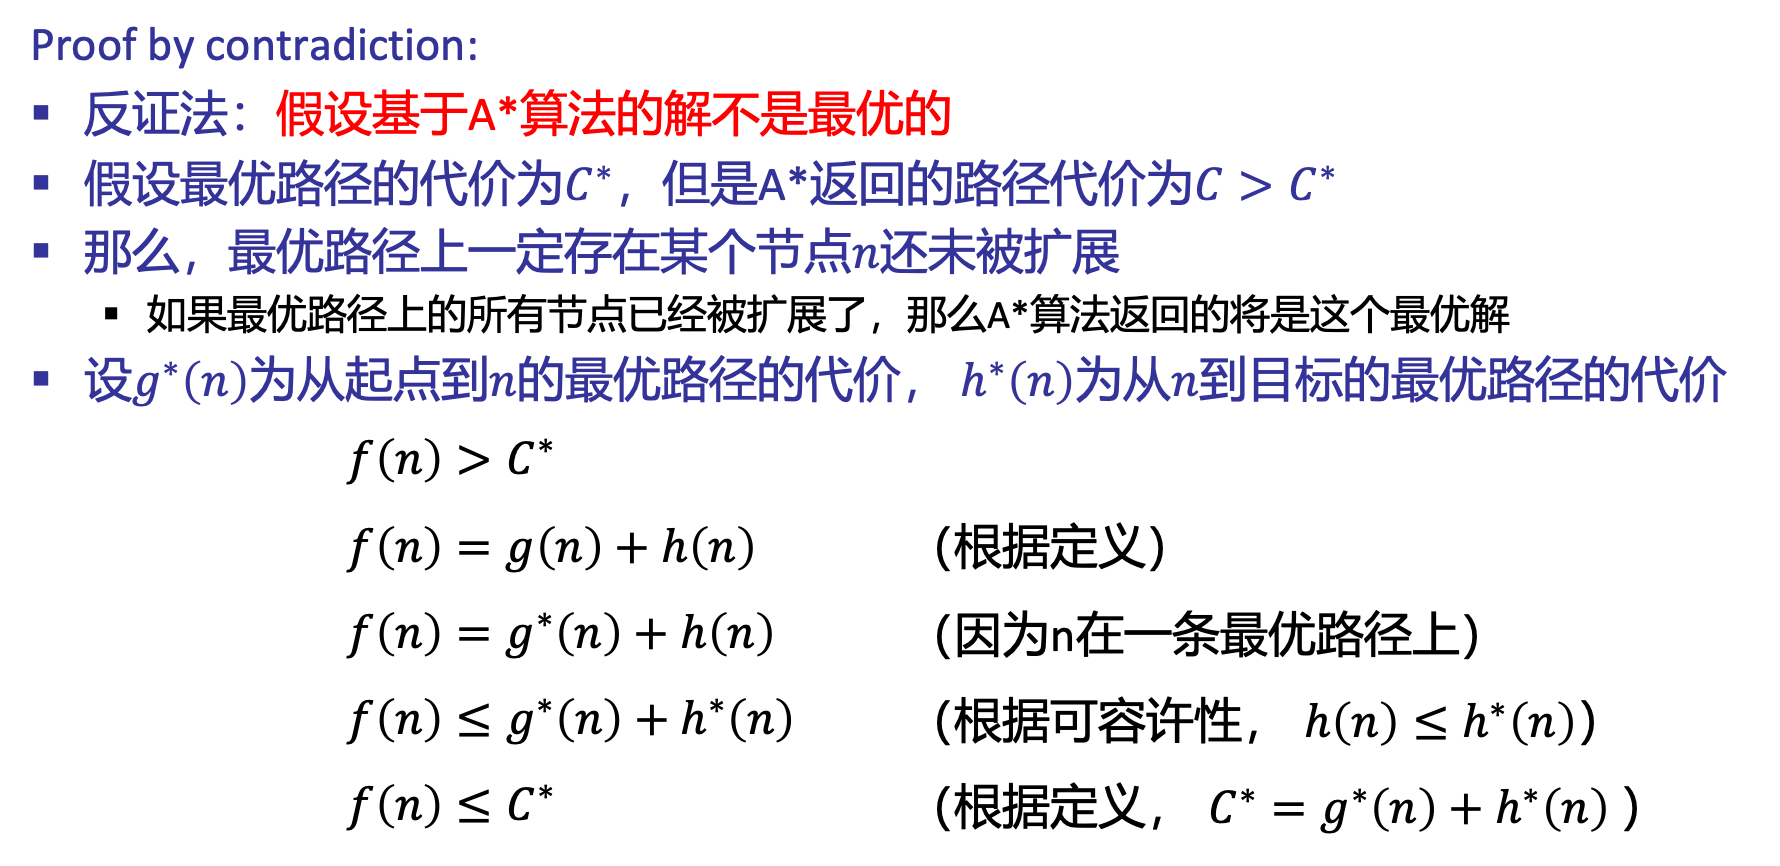 Proof by contradiction:
▪ 反证法：假设基于A*算法的解不是最优的
▪ 假设最优路径的代价为C*，但是A*返回的路径代价为C > C*
▪ 那么，最优路径上一定存在某个节点n还未被扩展
▪ 如果最优路径上的所有节点已经被扩展了，那么A*算法返回的将是这个最优解
▪ 设g*(n)为从起点到n的最优路径的代价， h*(n)为从n到目标的最优路径的代价
f(n) > C*
f(n) = g(n) + h(n) (根据定义)
f(n) = g*(n) + h(n) (因为n在一条最优路径上)
f(n) ≤ g*(n) + h*(n) (根据可容许性， h(n) ≤ h*(n))
f(n) ≤ C* (根据定义， C* = g*(n) + h*(n) )